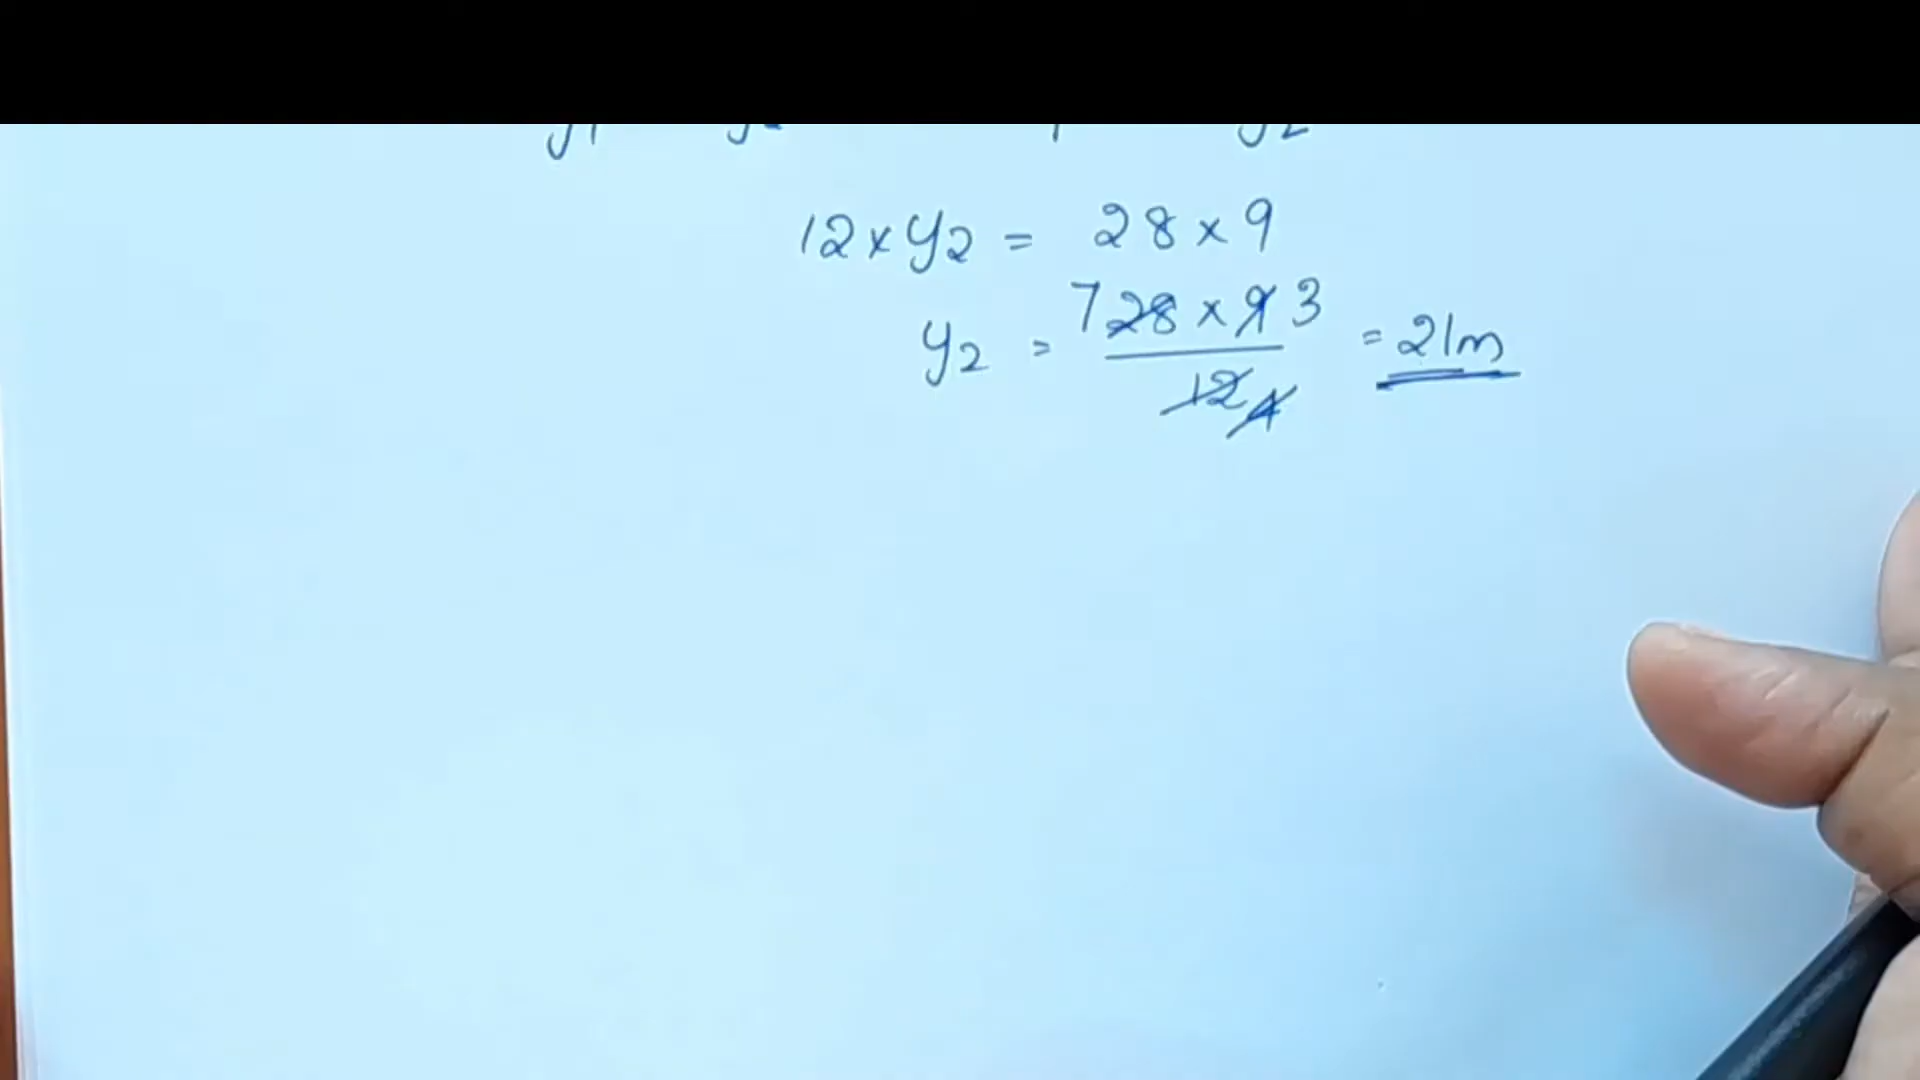 12 x y2 = 28 x 9
y2 = 7 28 x 9 3 = 21m
12 4